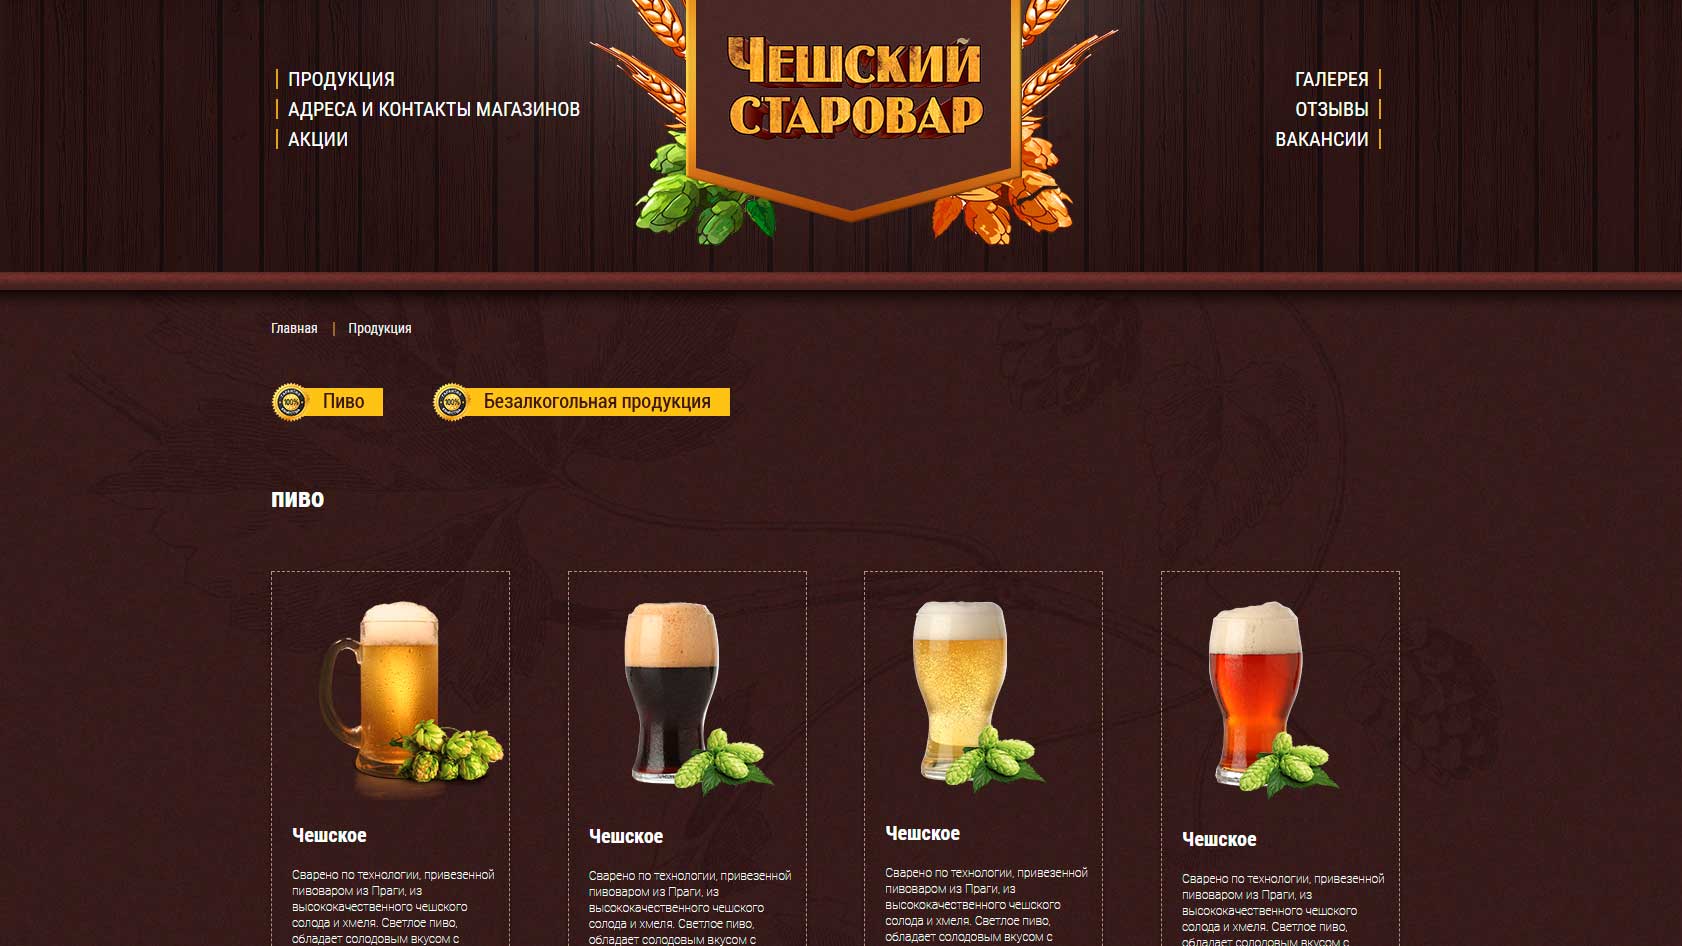 ПРОДУКЦИЯ
АДРЕСА И КОНТАКТЫ МАГАЗИНОВ
АКЦИИ
ЧЕШСКИЙ
СТАРОВАР
ГАЛЕРЕЯ
ОТЗЫВЫ
ВАКАНСИИ
Главная | Продукция
100% Пиво
100% Безалкогольная продукция
ПИВО
Чешское
Сварено по технологии, привезенной
пивоваром из Праги, из
высококачественного чешского
солода и хмеля. Светлое пиво,
обладает солодовым вкусом с
Чешское
Сварено по технологии, привезенной
пивоваром из Праги, из
высококачественного чешского
солода и хмеля. Светлое пиво,
обладает солодовым вкусом с
Чешское
Сварено по технологии, привезенной
пивоваром из Праги, из
высококачественного чешского
солода и хмеля. Светлое пиво,
обладает солодовым вкусом с
Чешское
Сварено по технологии, привезенной
пивоваром из Праги, из
высококачественного чешского
солода и хмеля. Светлое пиво,
обладает солодовым вкусом с